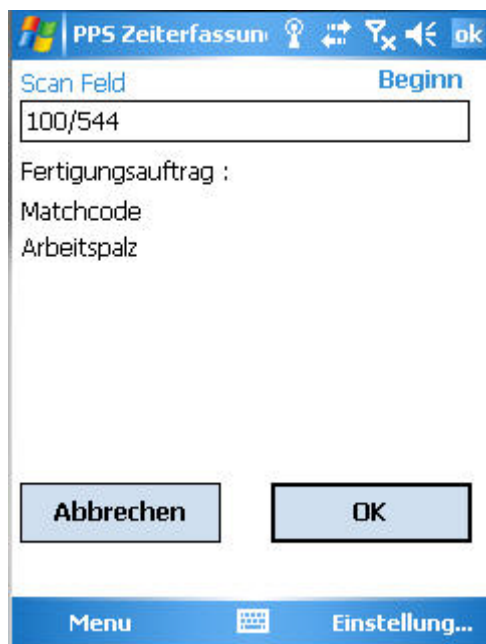 PPS Zeiterfassun ok
Scan Feld Beginn
100/544
Fertigungsauftrag :
Matchcode
Arbeitspalz
Abbrechen OK
Menu Einstellung...